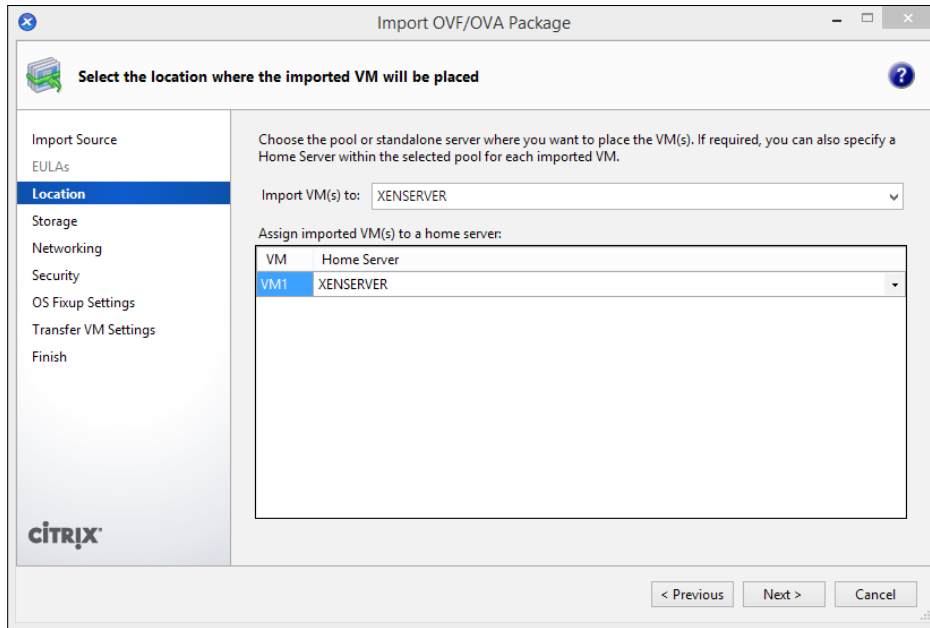 Import OVF/OVA Package
Select the location where the imported VM will be placed
?
Import Source
EULAs
Location
Storage
Networking
Security
OS Fixup Settings
Transfer VM Settings
Finish
CİTRIX
Choose the pool or standalone server where you want to place the VM(s). If required, you can also specify a
Home Server within the selected pool for each imported VM.
Import VM(s) to: XENSERVER
Assign imported VM(s) to a home server:
VM Home Server
VM1 XENSERVER
< Previous Next > Cancel